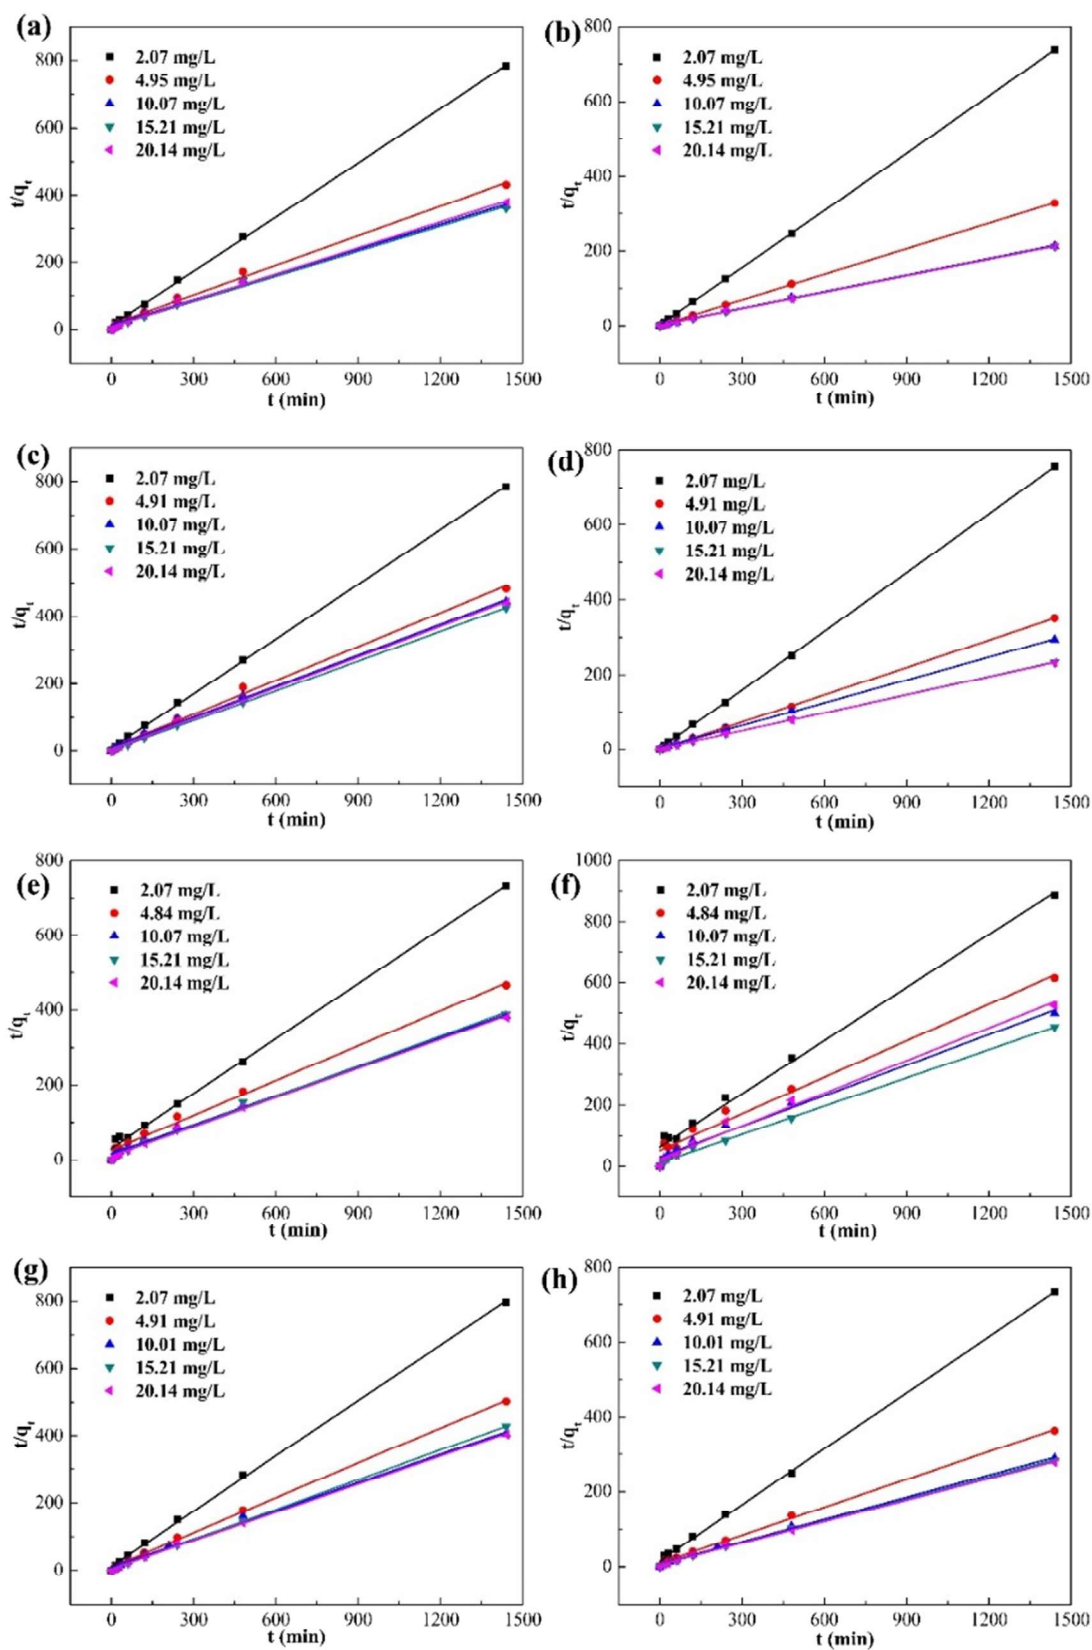 (a)
2.07 mg/L
4.95 mg/L
10.07 mg/L
15.21 mg/L
20.14 mg/L
800
600
400
200
0
t/qt
0 300 600 900 1200 1500
t (min)
(b)
2.07 mg/L
4.95 mg/L
10.07 mg/L
15.21 mg/L
20.14 mg/L
800
600
400
200
0
t/qt
0 300 600 900 1200 1500
t (min)
(c)
2.07 mg/L
4.91 mg/L
10.07 mg/L
15.21 mg/L
20.14 mg/L
800
600
400
200
0
t/qt
0 300 600 900 1200 1500
t (min)
(d)
2.07 mg/L
4.91 mg/L
10.07 mg/L
15.21 mg/L
20.14 mg/L
800
600
400
200
0
t/qt
0 300 600 900 1200 1500
t (min)
(e)
2.07 mg/L
4.84 mg/L
10.07 mg/L
15.21 mg/L
20.14 mg/L
800
600
400
200
0
t/qt
0 300 600 900 1200 1500
t (min)
(f)
2.07 mg/L
4.84 mg/L
10.07 mg/L
15.21 mg/L
20.14 mg/L
1000
800
600
400
200
0
t/qt
0 300 600 900 1200 1500
t (min)
(g)
2.07 mg/L
4.91 mg/L
10.01 mg/L
15.21 mg/L
20.14 mg/L
800
600
400
200
0
t/qt
0 300 600 900 1200 1500
t (min)
(h)
2.07 mg/L
4.91 mg/L
10.01 mg/L
15.21 mg/L
20.14 mg/L
800
600
400
200
0
t/qt
0 300 600 900 1200 1500
t (min)